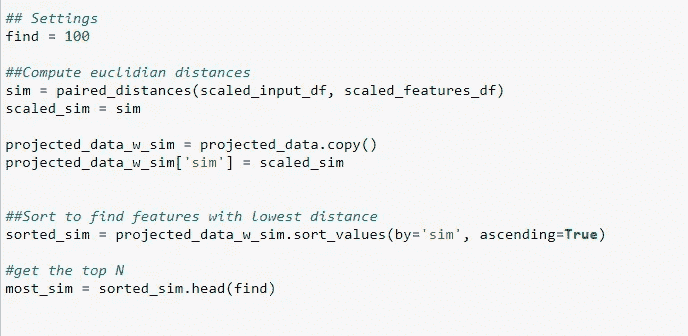 ## Settings
find = 100
##Compute euclidian distances
sim = paired_distances(scaled_input_df, scaled_features_df)
scaled_sim = sim
projected_data_w_sim = projected_data.copy()
projected_data_w_sim['sim'] = scaled_sim
##Sort to find features with lowest distance
sorted_sim = projected_data_w_sim.sort_values(by='sim', ascending=True)
#get the top N
most_sim = sorted_sim.head(find)